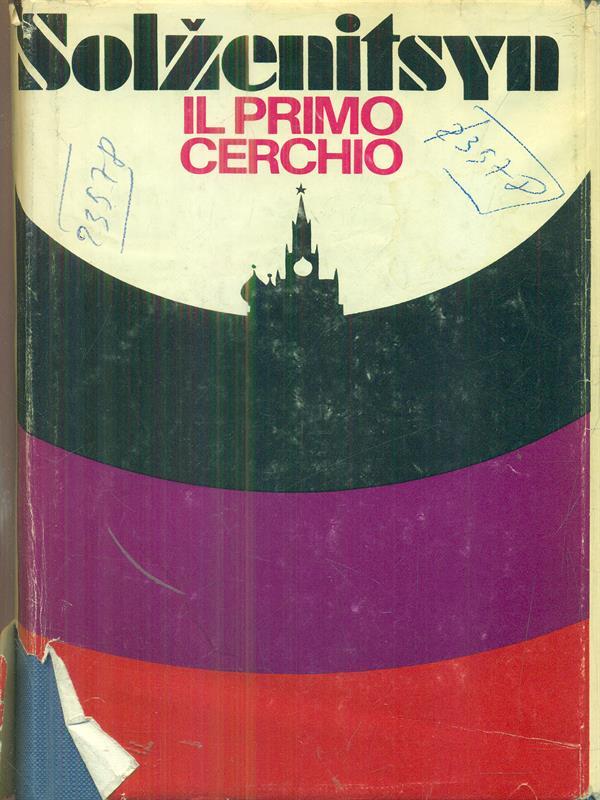 Solženitsyn
IL PRIMO
CERCHIO
23578
23578